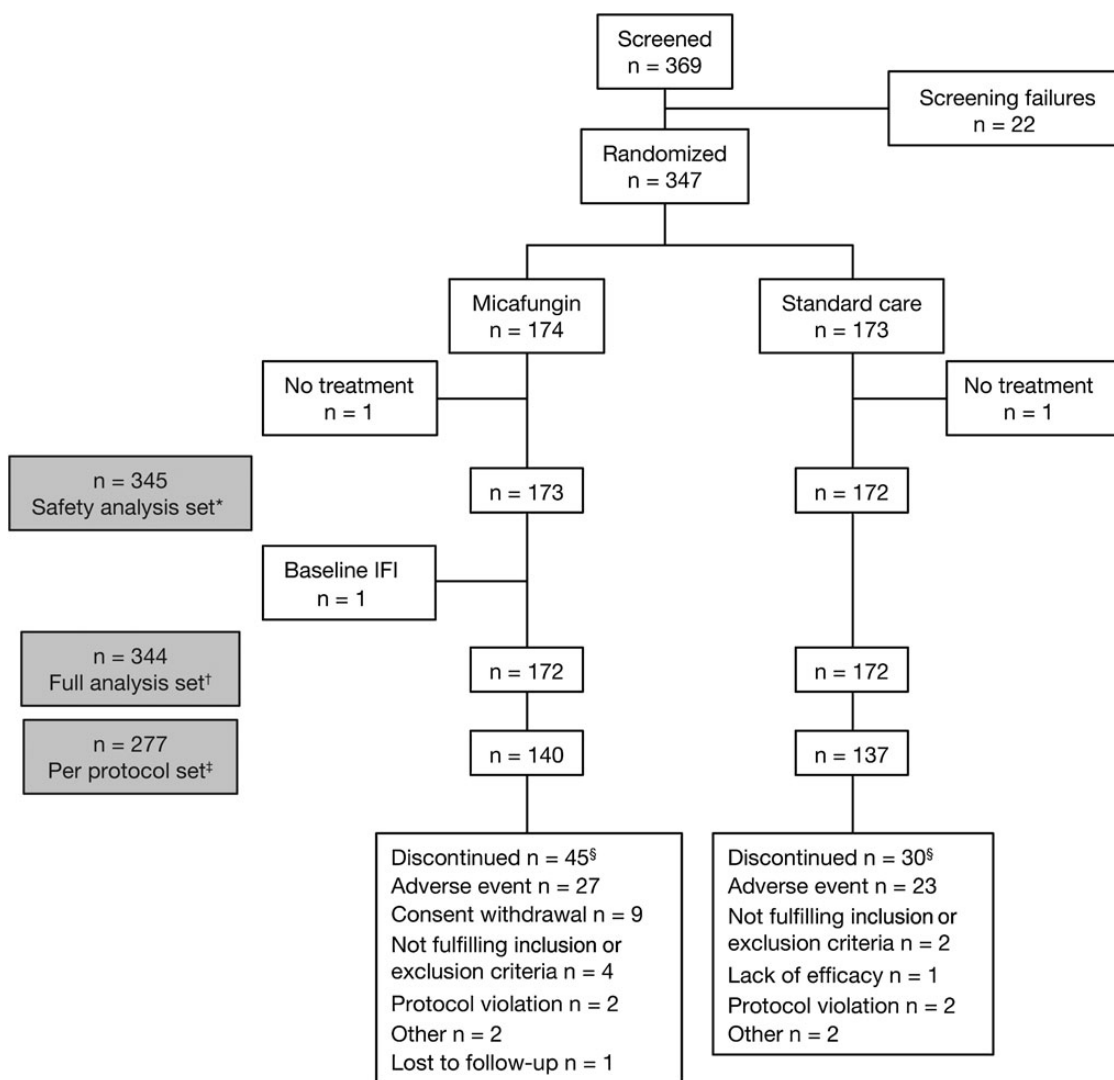 Screened
n = 369
Screening failures
n = 22
Randomized
n = 347
Micafungin
n = 174
Standard care
n = 173
No treatment
n = 1
No treatment
n = 1
n = 345
Safety analysis set*
n = 173
n = 172
Baseline IFI
n = 1
n = 344
Full analysis set†
n = 172
n = 172
n = 277
Per protocol set‡
n = 140
n = 137
Discontinued n = 45§
Adverse event n = 27
Consent withdrawal n = 9
Not fulfilling inclusion or
exclusion criteria n = 4
Protocol violation n = 2
Other n = 2
Lost to follow-up n = 1
Discontinued n = 30§
Adverse event n = 23
Not fulfilling inclusion or
exclusion criteria n = 2
Lack of efficacy n = 1
Protocol violation n = 2
Other n = 2